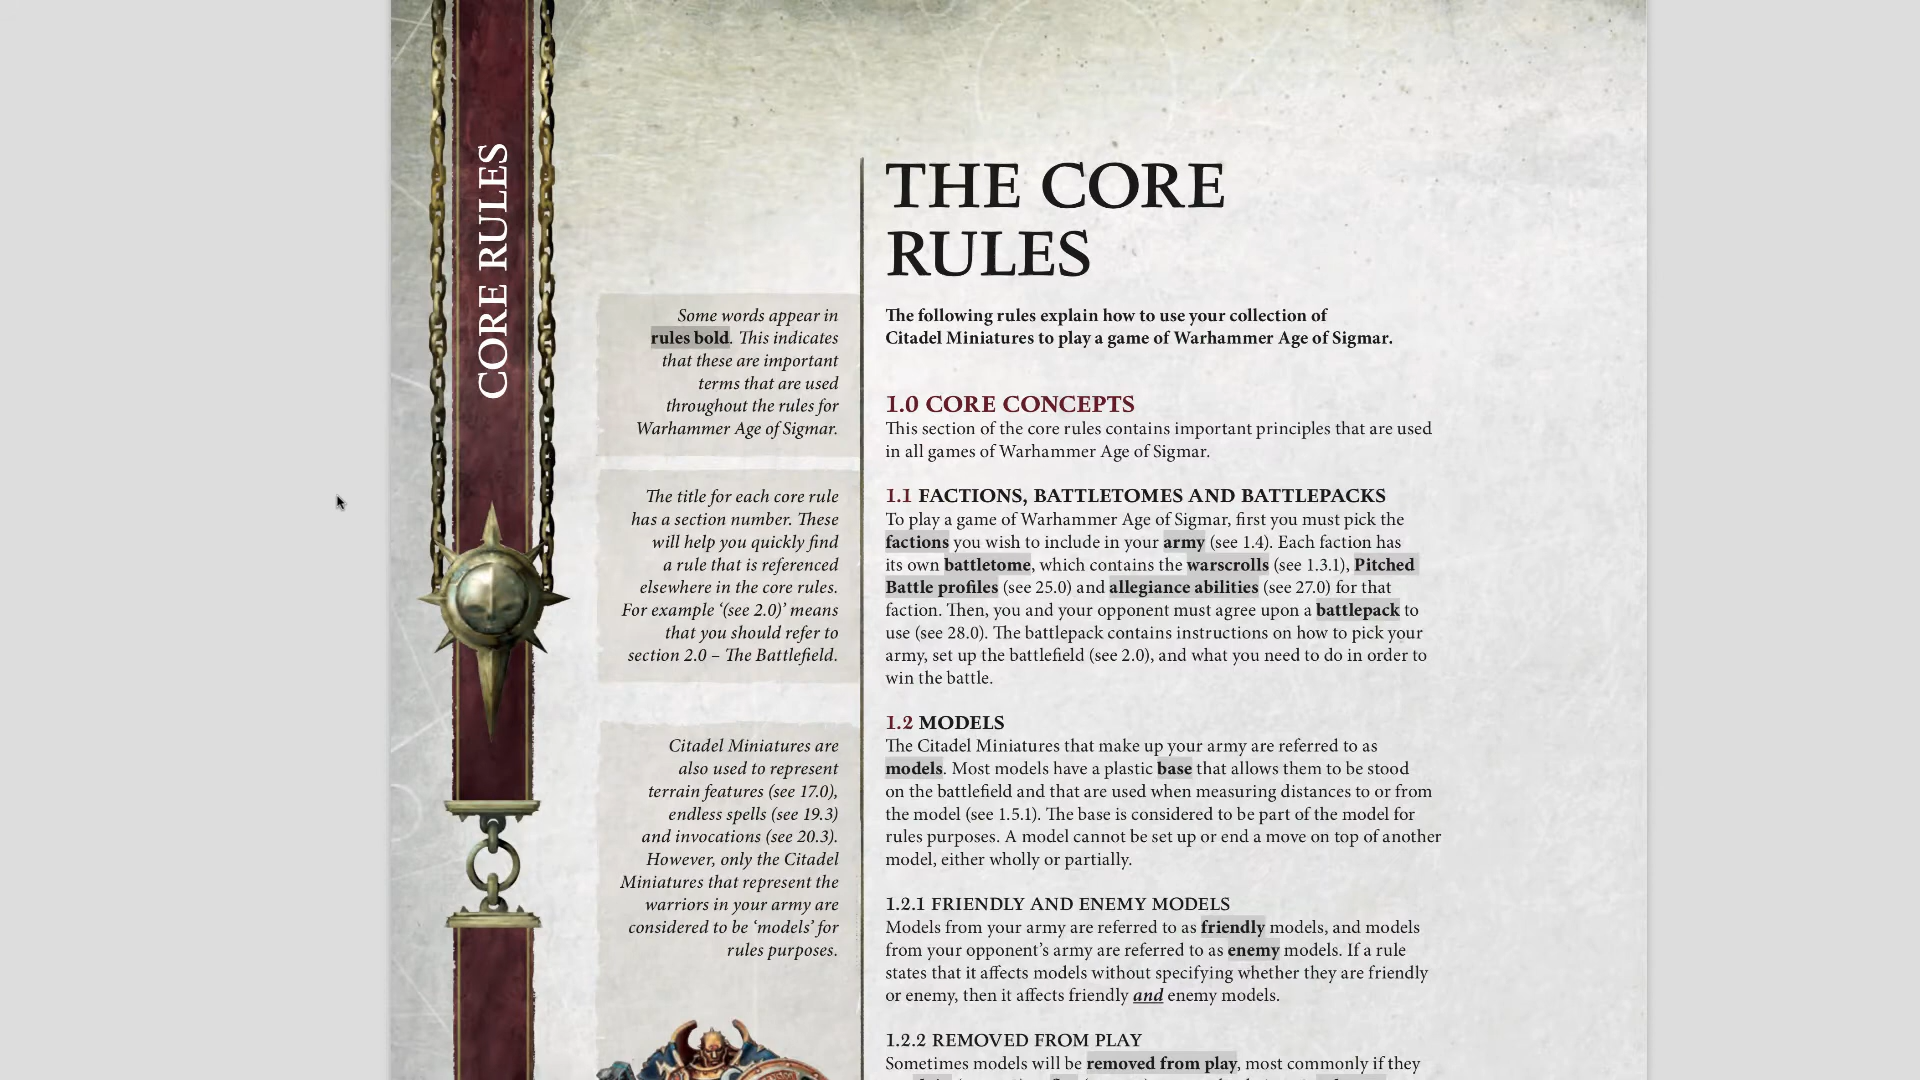 CORE RULES
THE CORE
RULES
Some words appear in
rules bold. This indicates
that these are important
terms that are used
throughout the rules for
Warhammer Age of Sigmar.
The title for each core rule
has a section number. These
will help you quickly find
a rule that is referenced
elsewhere in the core rules.
For example ‘(see 2.0)’ means
that you should refer to
section 2.0 – The Battlefield.
Citadel Miniatures are
also used to represent
terrain features (see 17.0),
endless spells (see 19.3)
and invocations (see 20.3).
However, only the Citadel
Miniatures that represent the
warriors in your army are
considered to be ‘models’ for
rules purposes.
The following rules explain how to use your collection of
Citadel Miniatures to play a game of Warhammer Age of Sigmar.
1.0 CORE CONCEPTS
This section of the core rules contains important principles that are used
in all games of Warhammer Age of Sigmar.
1.1 FACTIONS, BATTLETOMES AND BATTLEPACKS
To play a game of Warhammer Age of Sigmar, first you must pick the
factions you wish to include in your army (see 1.4). Each faction has
its own battletome, which contains the warscrolls (see 1.3.1), Pitched
Battle profiles (see 25.0) and allegiance abilities (see 27.0) for that
faction. Then, you and your opponent must agree upon a battlepack to
use (see 28.0). The battlepack contains instructions on how to pick your
army, set up the battlefield (see 2.0), and what you need to do in order to
win the battle.
1.2 MODELS
The Citadel Miniatures that make up your army are referred to as
models. Most models have a plastic base that allows them to be stood
on the battlefield and that are used when measuring distances to or from
the model (see 1.5.1). The base is considered to be part of the model for
rules purposes. A model cannot be set up or end a move on top of another
model, either wholly or partially.
1.2.1 FRIENDLY AND ENEMY MODELS
Models from your army are referred to as friendly models, and models
from your opponent’s army are referred to as enemy models. If a rule
states that it affects models without specifying whether they are friendly
or enemy, then it affects friendly and enemy models.
1.2.2 REMOVED FROM PLAY
Sometimes models will be removed from play, most commonly if they